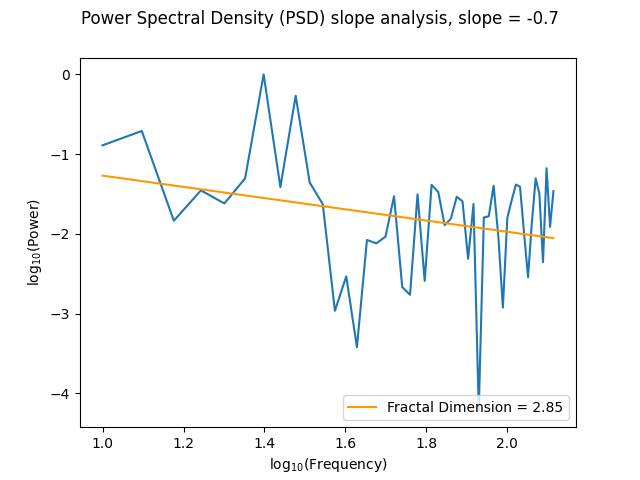 Power Spectral Density (PSD) slope analysis, slope = -0.7
0
−1
−2
−3
−4
log₁₀(Power)
Fractal Dimension = 2.85
1.0 1.2 1.4 1.6 1.8 2.0
log₁₀(Frequency)